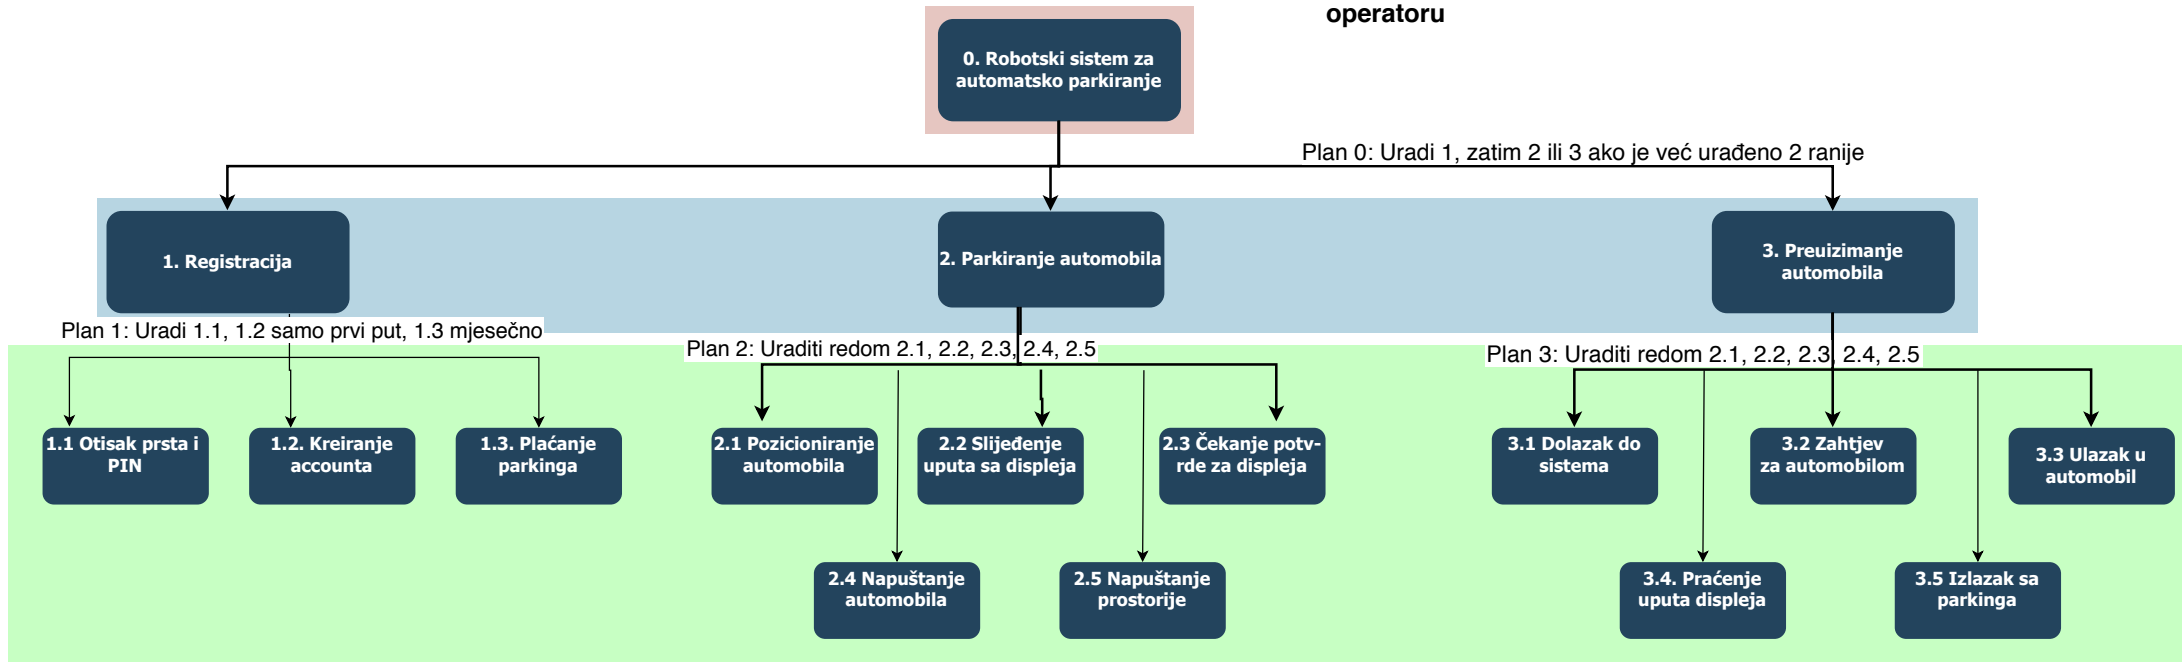 operatoru
0. Robotski sistem za
automatsko parkiranje
Plan 0: Uradi 1, zatim 2 ili 3 ako je već urađeno 2 ranije
1. Registracija
2. Parkiranje automobila
3. Preuizimanje
automobila
Plan 1: Uradi 1.1, 1.2 samo prvi put, 1.3 mjesečno
Plan 2: Uraditi redom 2.1, 2.2, 2.3, 2.4, 2.5
Plan 3: Uraditi redom 2.1, 2.2, 2.3, 2.4, 2.5
1.1 Otisak prsta i
PIN
1.2. Kreiranje
accounta
1.3. Plaćanje
parkinga
2.1 Pozicioniranje
automobila
2.2 Slijeđenje
uputa sa displeja
2.3 Čekanje potv-
rde za displeja
3.1 Dolazak do
sistema
3.2 Zahtjev
za automobilom
3.3 Ulazak u
automobil
2.4 Napuštanje
automobila
2.5 Napuštanje
prostorije
3.4. Praćenje
uputa displeja
3.5 Izlazak sa
parkinga